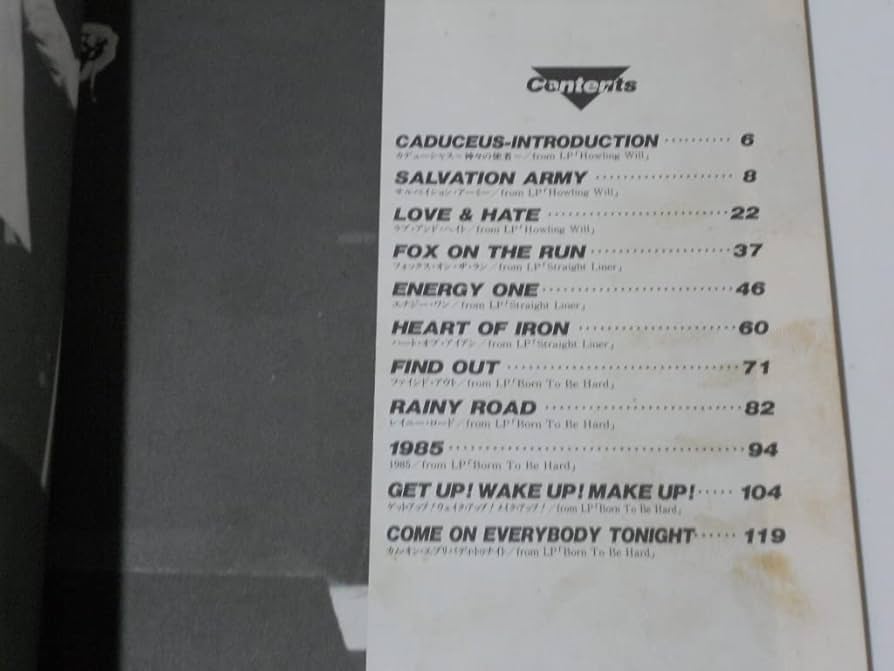 Contents
CADUCEUS-INTRODUCTION ·········· 6
カデューシャス－神々の使者－／from LP「Howling Will」
SALVATION ARMY ····················· 8
サルベイション・アーミー／from LP「Howling Will」
LOVE & HATE ··························· 22
ラブ・アンド・ヘイト／from LP「Howling Will」
FOX ON THE RUN ····················· 37
フォックス・オン・ザ・ラン／from LP「Straight Liner」
ENERGY ONE ···························· 46
エナジー・ワン／from LP「Straight Liner」
HEART OF IRON ······················· 60
ハート・オブ・アイアン／from LP「Straight Liner」
FIND OUT ································· 71
ファインド・アウト／from LP「Born To Be Hard」
RAINY ROAD ···························· 82
レイニー・ロード／from LP「Born To Be Hard」
1985 ··········································· 94
1985／from LP「Born To Be Hard」
GET UP! WAKE UP! MAKE UP! ····· 104
ゲット・アップ！ウェイク・アップ！メイク・アップ！／from LP「Born To Be Hard」
COME ON EVERYBODY TONIGHT ······ 119
カム・オン・エブリバディ・トゥナイト／from LP「Born To Be Hard」